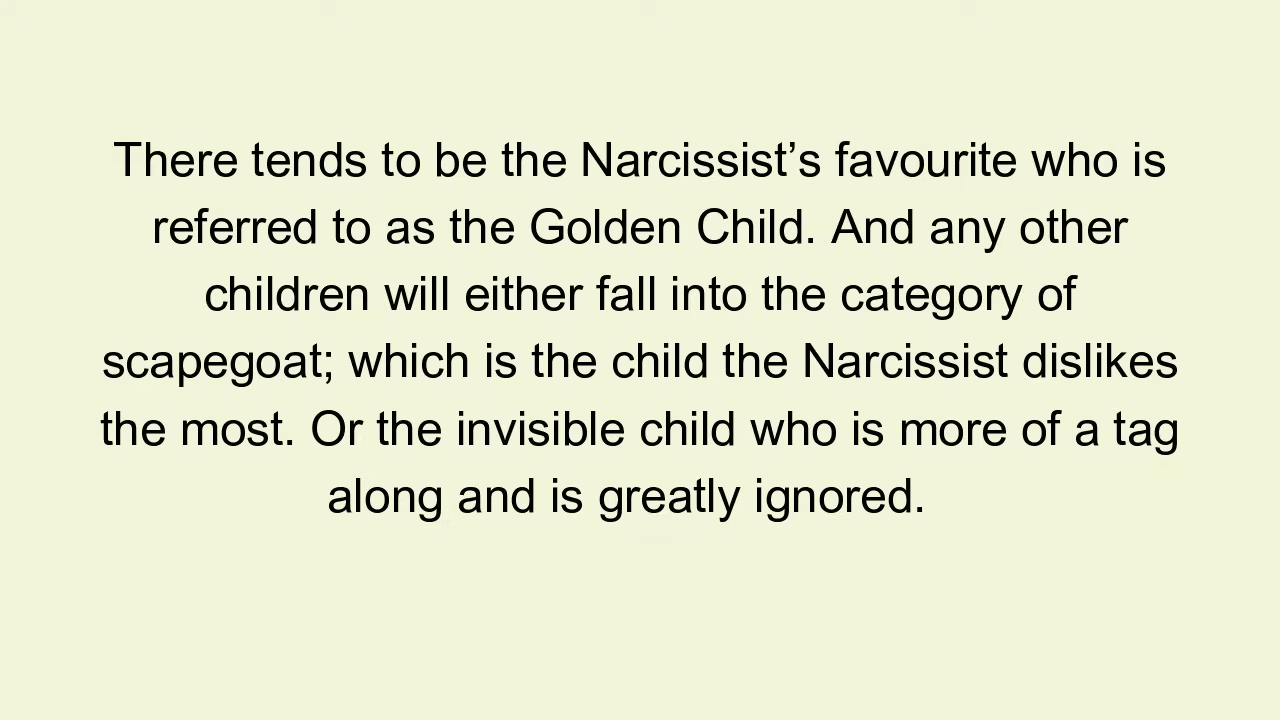 There tends to be the Narcissist’s favourite who is
referred to as the Golden Child. And any other
children will either fall into the category of
scapegoat; which is the child the Narcissist dislikes
the most. Or the invisible child who is more of a tag
along and is greatly ignored.